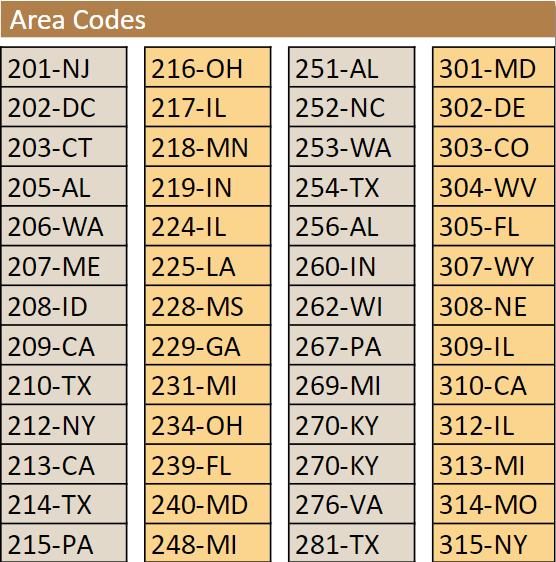 Area Codes
201-NJ 216-OH 251-AL 301-MD
202-DC 217-IL 252-NC 302-DE
203-CT 218-MN 253-WA 303-CO
205-AL 219-IN 254-TX 304-WV
206-WA 224-IL 256-AL 305-FL
207-ME 225-LA 260-IN 307-WY
208-ID 228-MS 262-WI 308-NE
209-CA 229-GA 267-PA 309-IL
210-TX 231-MI 269-MI 310-CA
212-NY 234-OH 270-KY 312-IL
213-CA 239-FL 270-KY 313-MI
214-TX 240-MD 276-VA 314-MO
215-PA 248-MI 281-TX 315-NY